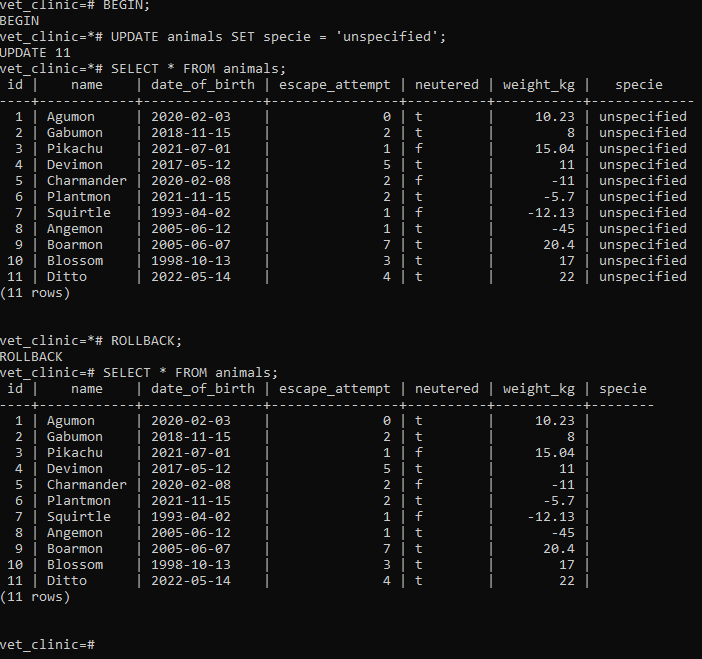 vet_clinic=# BEGIN;
BEGIN
vet_clinic=*# UPDATE animals SET specie = 'unspecified';
UPDATE 11
vet_clinic=*# SELECT * FROM animals;
 id |    name    | date_of_birth | escape_attempt | neutered | weight_kg |   specie
----+------------+---------------+----------------+----------+-----------+-------------
  1 | Agumon     | 2020-02-03    |              0 | t        |     10.23 | unspecified
  2 | Gabumon    | 2018-11-15    |              2 | t        |         8 | unspecified
  3 | Pikachu    | 2021-07-01    |              1 | f        |     15.04 | unspecified
  4 | Devimon    | 2017-05-12    |              5 | t        |        11 | unspecified
  5 | Charmander | 2020-02-08    |              2 | f        |       -11 | unspecified
  6 | Plantmon   | 2021-11-15    |              2 | t        |      -5.7 | unspecified
  7 | Squirtle   | 1993-04-02    |              1 | f        |    -12.13 | unspecified
  8 | Angemon    | 2005-06-12    |              1 | t        |       -45 | unspecified
  9 | Boarmon    | 2005-06-07    |              7 | t        |      20.4 | unspecified
 10 | Blossom    | 1998-10-13    |              3 | t        |        17 | unspecified
 11 | Ditto      | 2022-05-14    |              4 | t        |        22 | unspecified
(11 rows)
vet_clinic=*# ROLLBACK;
ROLLBACK
vet_clinic=# SELECT * FROM animals;
 id |    name    | date_of_birth | escape_attempt | neutered | weight_kg | specie
----+------------+---------------+----------------+----------+-----------+--------
  1 | Agumon     | 2020-02-03    |              0 | t        |     10.23 |
  2 | Gabumon    | 2018-11-15    |              2 | t        |         8 |
  3 | Pikachu    | 2021-07-01    |              1 | f        |     15.04 |
  4 | Devimon    | 2017-05-12    |              5 | t        |        11 |
  5 | Charmander | 2020-02-08    |              2 | f        |       -11 |
  6 | Plantmon   | 2021-11-15    |              2 | t        |      -5.7 |
  7 | Squirtle   | 1993-04-02    |              1 | f        |    -12.13 |
  8 | Angemon    | 2005-06-12    |              1 | t        |       -45 |
  9 | Boarmon    | 2005-06-07    |              7 | t        |      20.4 |
 10 | Blossom    | 1998-10-13    |              3 | t        |        17 |
 11 | Ditto      | 2022-05-14    |              4 | t        |        22 |
(11 rows)
vet_clinic=#